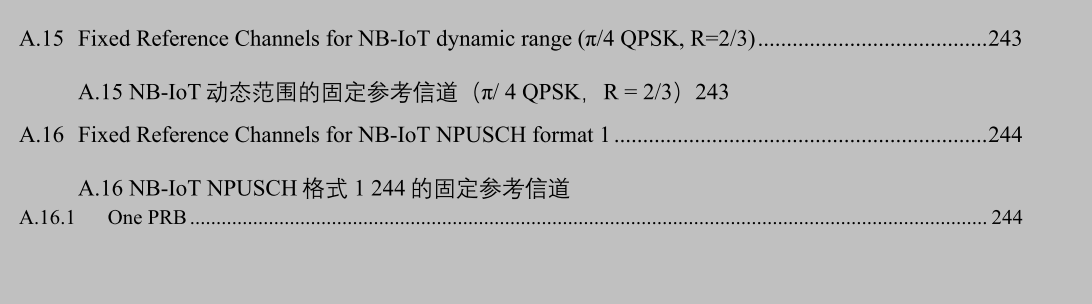 A.15 Fixed Reference Channels for NB-IoT dynamic range (π/4 QPSK, R=2/3)............................................243
A.15 NB-IoT 动态范围的固定参考信道（π/ 4 QPSK，R = 2/3）243
A.16 Fixed Reference Channels for NB-IoT NPUSCH format 1........................................................................244
A.16 NB-IoT NPUSCH 格式 1 244 的固定参考信道
A.16.1 One PRB........................................................................................................................................................ 244